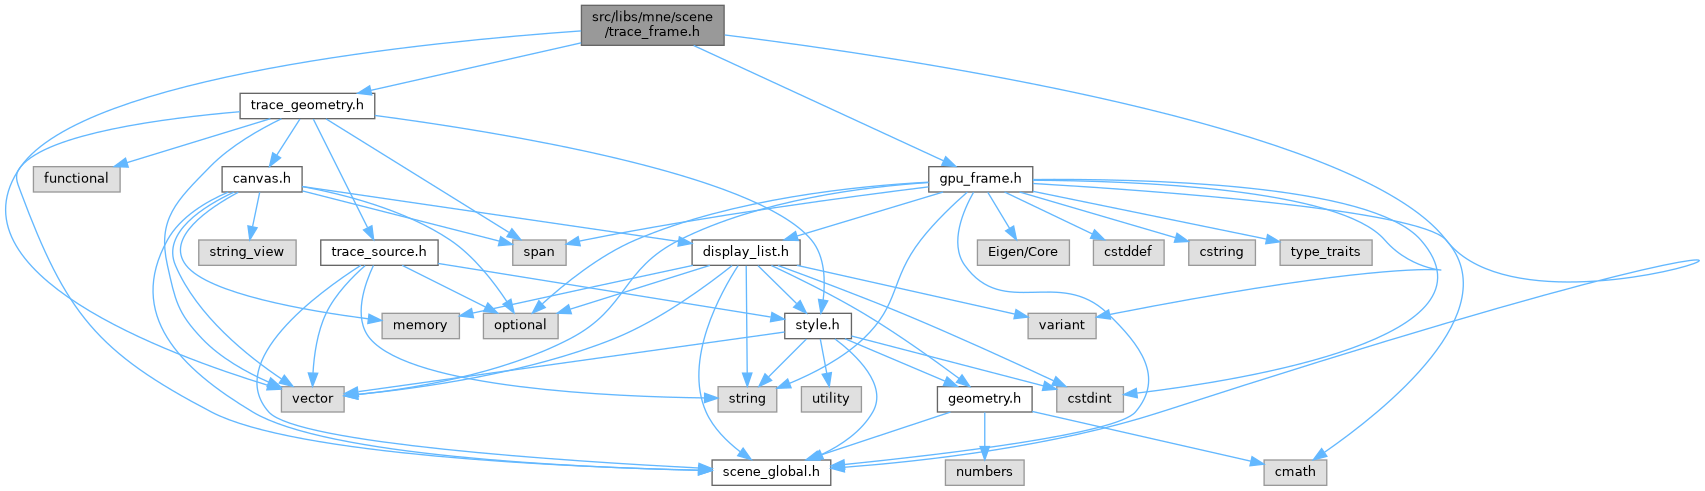 src/libs/mne/scene
/trace_frame.h
trace_geometry.h
functional
canvas.h
gpu_frame.h
string_view
trace_source.h
span
display_list.h
Eigen/Core
cstddef
cstring
type_traits
memory
optional
style.h
variant
vector
string
utility
geometry.h
cstdint
scene_global.h
numbers
cmath